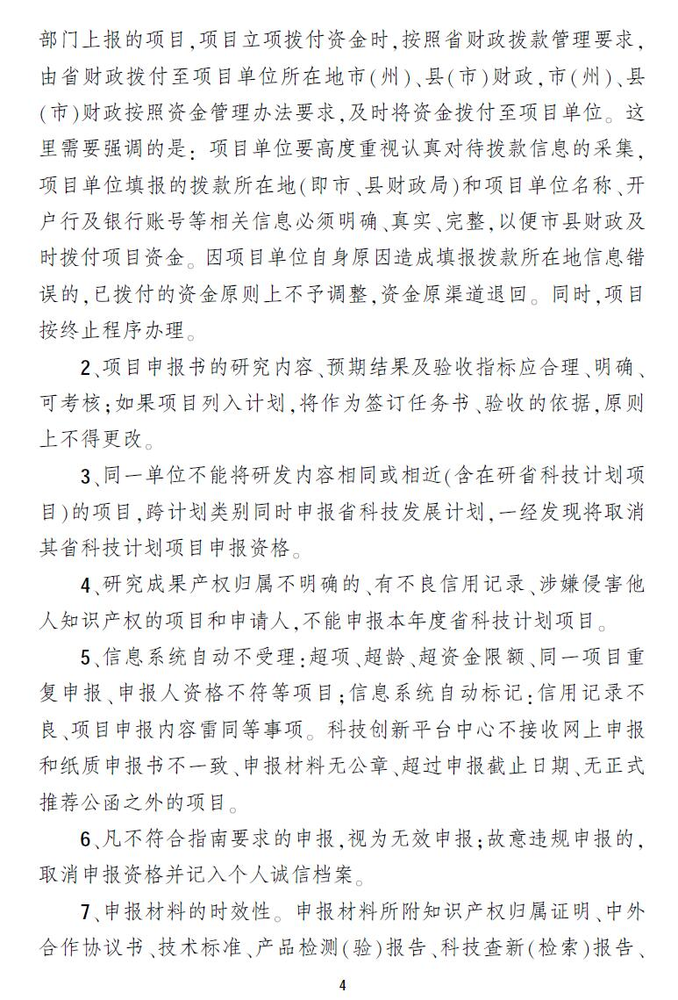 部门上报的项目,项目立项拨付资金时,按照省财政拨款管理要求,
由省财政拨付至项目单位所在地市(州)、县(市)财政,市(州)、县
(市)财政按照资金管理办法要求,及时将资金拨付至项目单位。这
里需要强调的是: 项目单位要高度重视认真对待拨款信息的采集,
项目单位填报的拨款所在地(即市、县财政局)和项目单位名称、开
户行及银行账号等相关信息必须明确、真实、完整,以便市县财政及
时拨付项目资金。因项目单位自身原因造成填报拨款所在地信息错
误的,已拨付的资金原则上不予调整,资金原渠道退回。同时,项目
按终止程序办理。
2、项目申报书的研究内容、预期结果及验收指标应合理、明确、
可考核;如果项目列入计划,将作为签订任务书、验收的依据,原则
上不得更改。
3、同一单位不能将研发内容相同或相近(含在研省科技计划项
目)的项目,跨计划类别同时申报省科技发展计划,一经发现将取消
其省科技计划项目申报资格。
4、研究成果产权归属不明确的、有不良信用记录、涉嫌侵害他
人知识产权的项目和申请人,不能申报本年度省科技计划项目。
5、信息系统自动不受理:超项、超龄、超资金限额、同一项目重
复申报、申报人资格不符等项目;信息系统自动标记:信用记录不
良、项目申报内容雷同等事项。科技创新平台中心不接收网上申报
和纸质申报书不一致、申报材料无公章、超过申报截止日期、无正式
推荐公函之外的项目。
6、凡不符合指南要求的申报,视为无效申报;故意违规申报的,
取消申报资格并记入个人诚信档案。
7、申报材料的时效性。申报材料所附知识产权归属证明、中外
合作协议书、技术标准、产品检测(验)报告、科技查新(检索)报告、
4